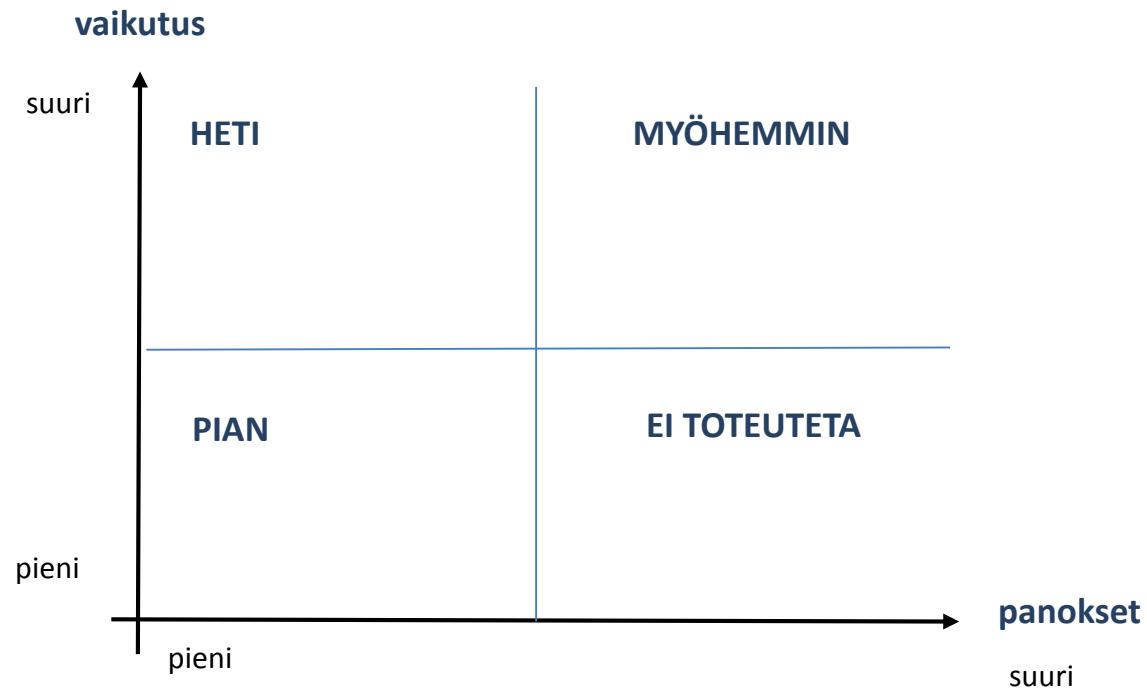 vaikutus
suuri
HETI
MYÖHEMMIN
PIAN
EI TOTEUTETA
pieni
panokset
pieni
suuri